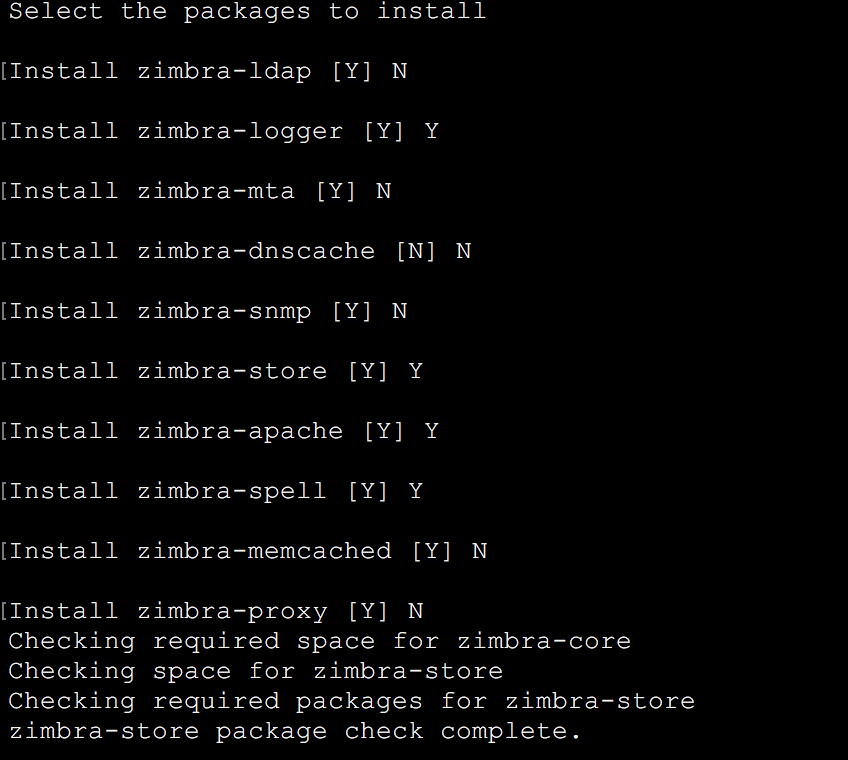 Select the packages to install
[Install zimbra-ldap [Y] N
[Install zimbra-logger [Y] Y
[Install zimbra-mta [Y] N
[Install zimbra-dnscache [N] N
[Install zimbra-snmp [Y] N
[Install zimbra-store [Y] Y
[Install zimbra-apache [Y] Y
[Install zimbra-spell [Y] Y
[Install zimbra-memcached [Y] N
[Install zimbra-proxy [Y] N
Checking required space for zimbra-core
Checking space for zimbra-store
Checking required packages for zimbra-store
zimbra-store package check complete.